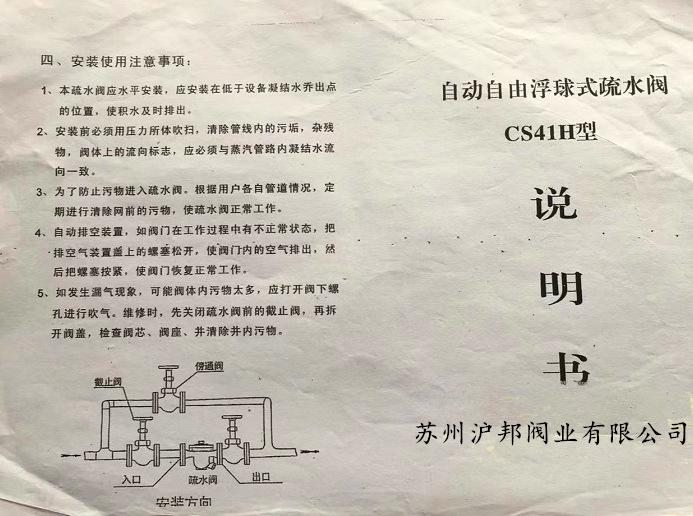 四、安装使用注意事项：
1、本疏水阀应水平安装，应安装在低于设备凝结水乔出点
的位置，使积水及时排出。
2、安装前必须用压力所体吹扫，清除管线内的污垢，杂残
物，阀体上的流向标志，应必须与蒸汽管路内凝结水流
向一致。
3、为了防止污物进入疏水阀。根据用户各自管道情况，定
期进行清除网前的污物，使疏水阀正常工作。
4、自动排空装置，如阀门在工作过程中有不正常状态，把
排空气装置盖上的螺塞松开，使阀门内的空气排出，然
后把螺塞按紧，使阀门恢复正常工作。
5、如发生漏气现象，可能阀体内污物太多，应打开阀下螺
孔进行吹气。维修时，先关闭疏水阀前的截止阀，再拆
开阀盖，检查阀芯、阀座、并清除并内污物。
傍通阀
截止阀
入口
疏水阀
出口
安装方向
自动自由浮球式疏水阀
CS41H型
说
明
书
苏州沪邦阀业有限公司